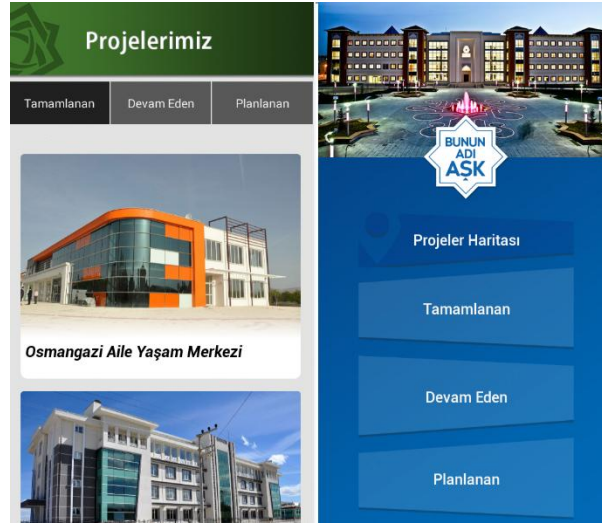 Projelerimiz
Tamamlanan
Devam Eden
Planlanan
Osmangazi Aile Yaşam Merkezi
BUNUN
ADI
AŞK
Projeler Haritası
Tamamlanan
Devam Eden
Planlanan